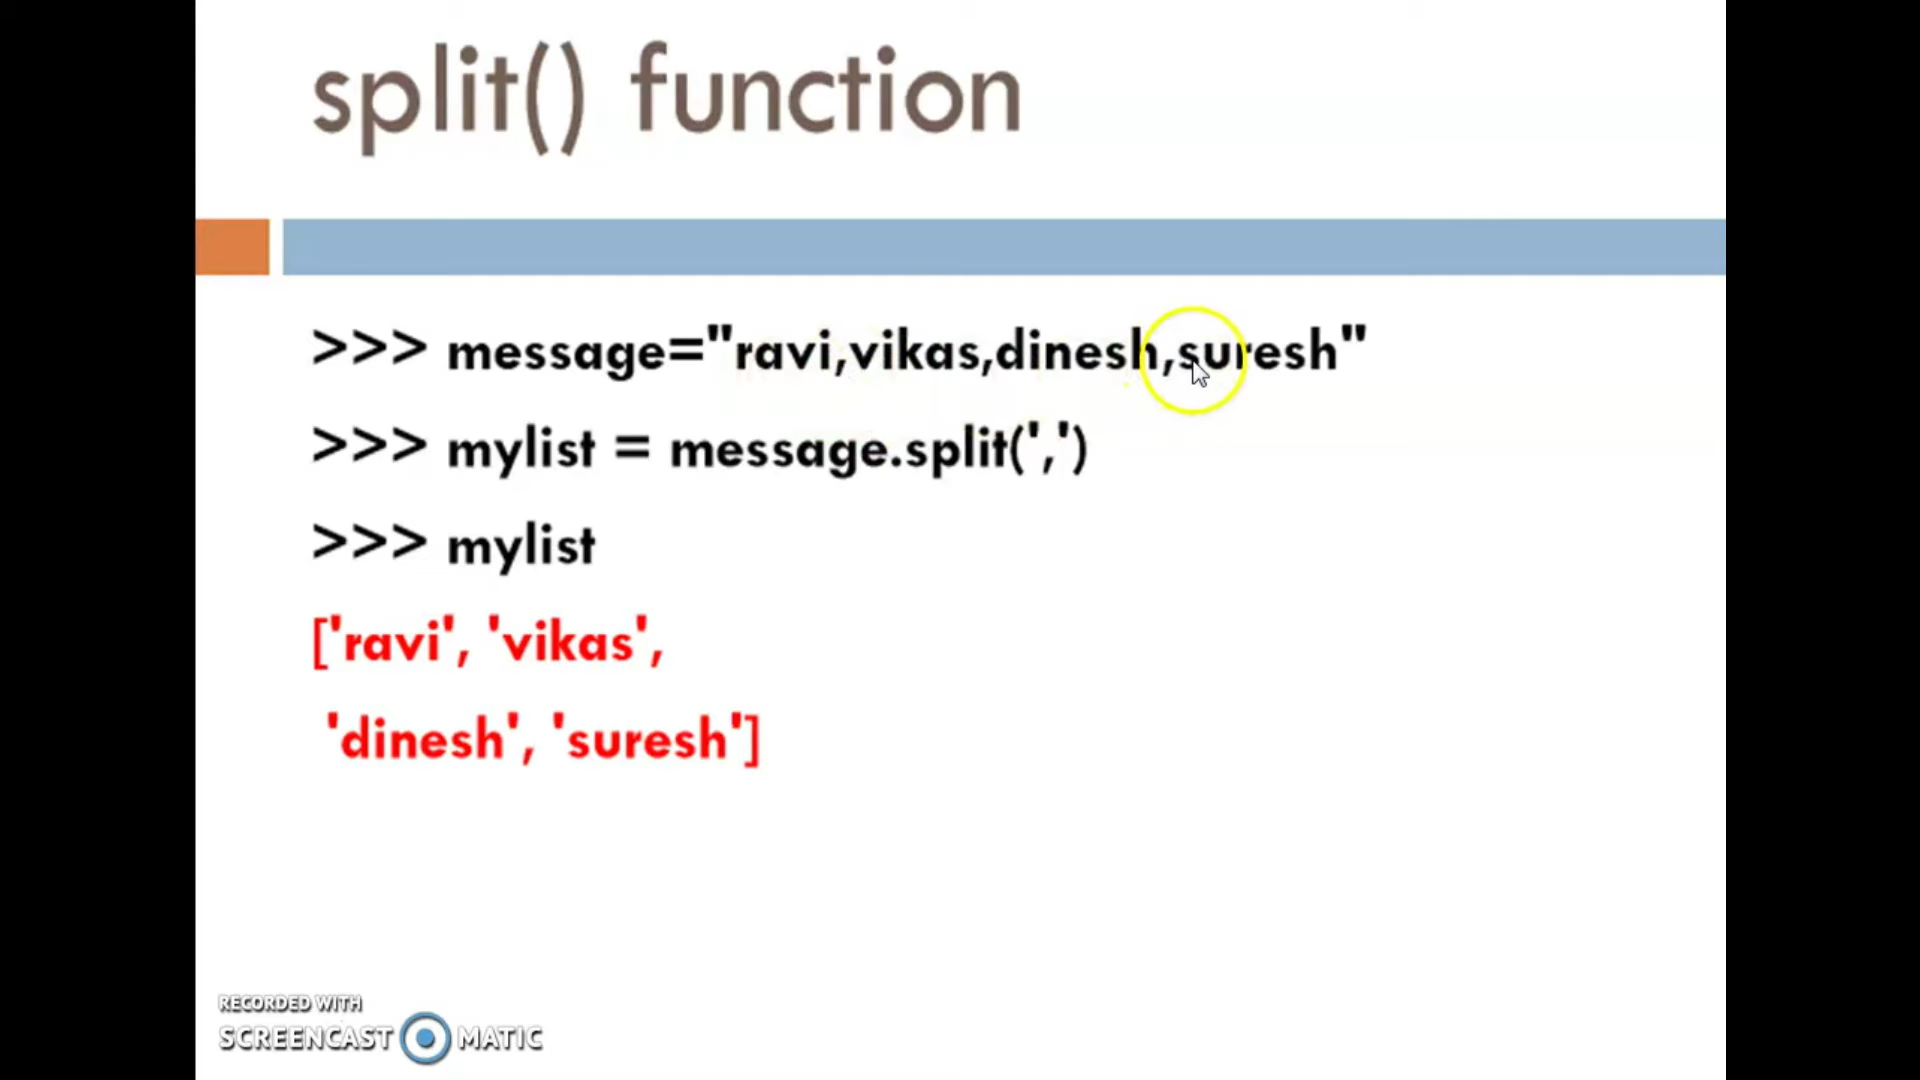 split() function
>>> message="ravi,vikas,dinesh,suresh"
>>> mylist = message.split(',')
>>> mylist
['ravi', 'vikas',
'dinesh', 'suresh']
RECORDED WITH
SCREENCAST MATIC